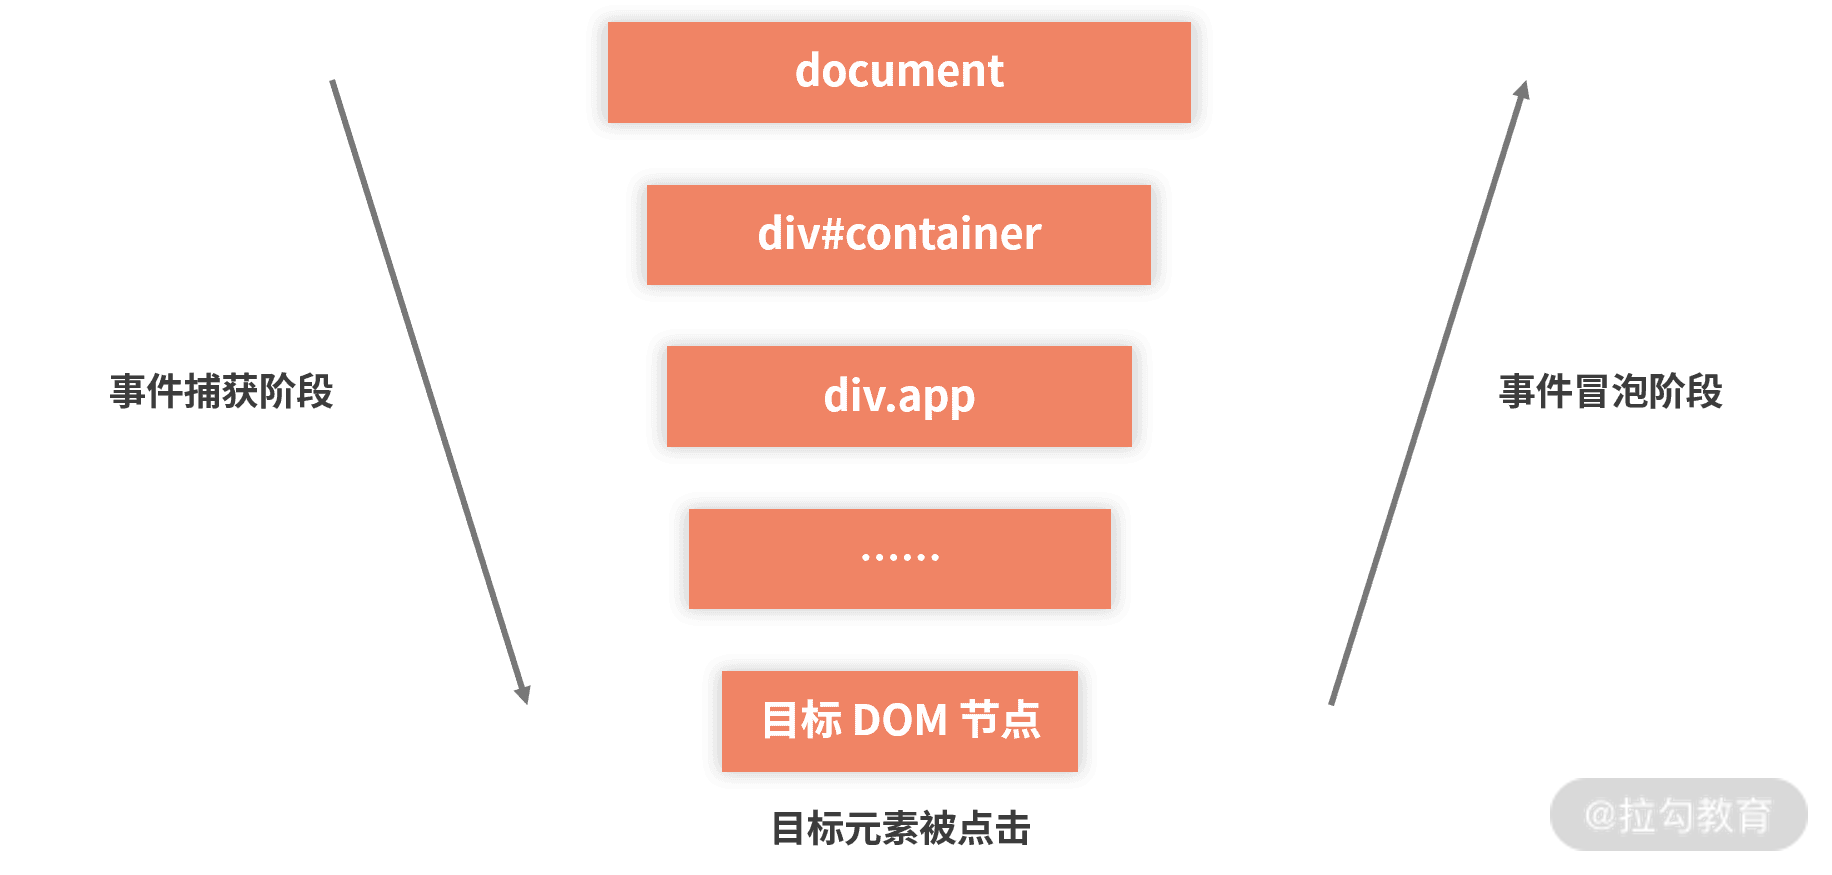 document
div#container
div.app
事件捕获阶段
事件冒泡阶段
······
目标 DOM 节点
目标元素被点击
@拉勾教育